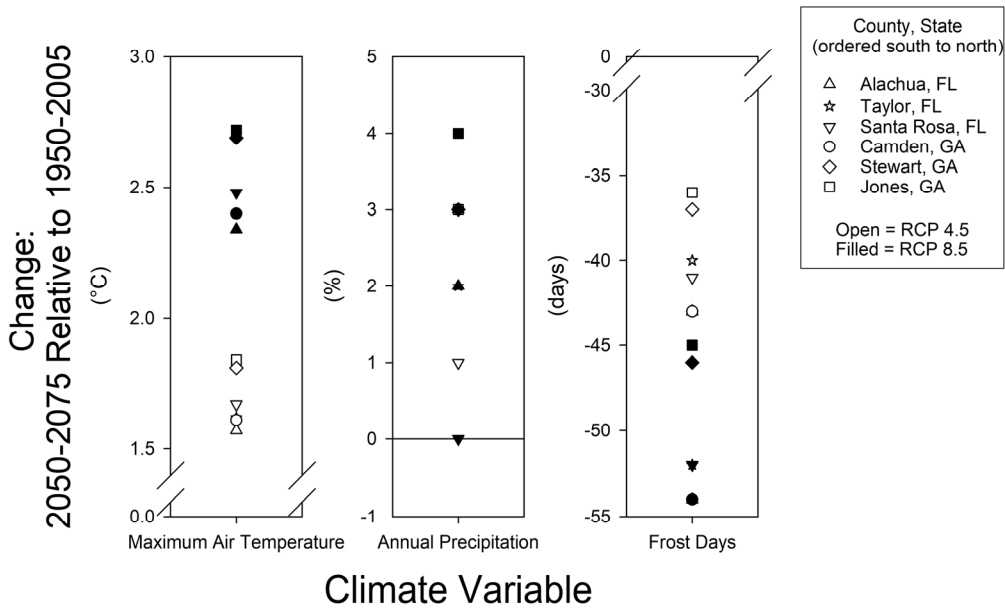 Change:
2050-2075 Relative to 1950-2005
(°C)
3.0
2.5
2.0
1.5
0.0
Maximum Air Temperature
(%)
5
4
3
2
1
0
-1
Annual Precipitation
(days)
0
-30
-35
-40
-45
-50
-55
Frost Days
Climate Variable
County, State
(ordered south to north)
Alachua, FL
Taylor, FL
Santa Rosa, FL
Camden, GA
Stewart, GA
Jones, GA
Open = RCP 4.5
Filled = RCP 8.5